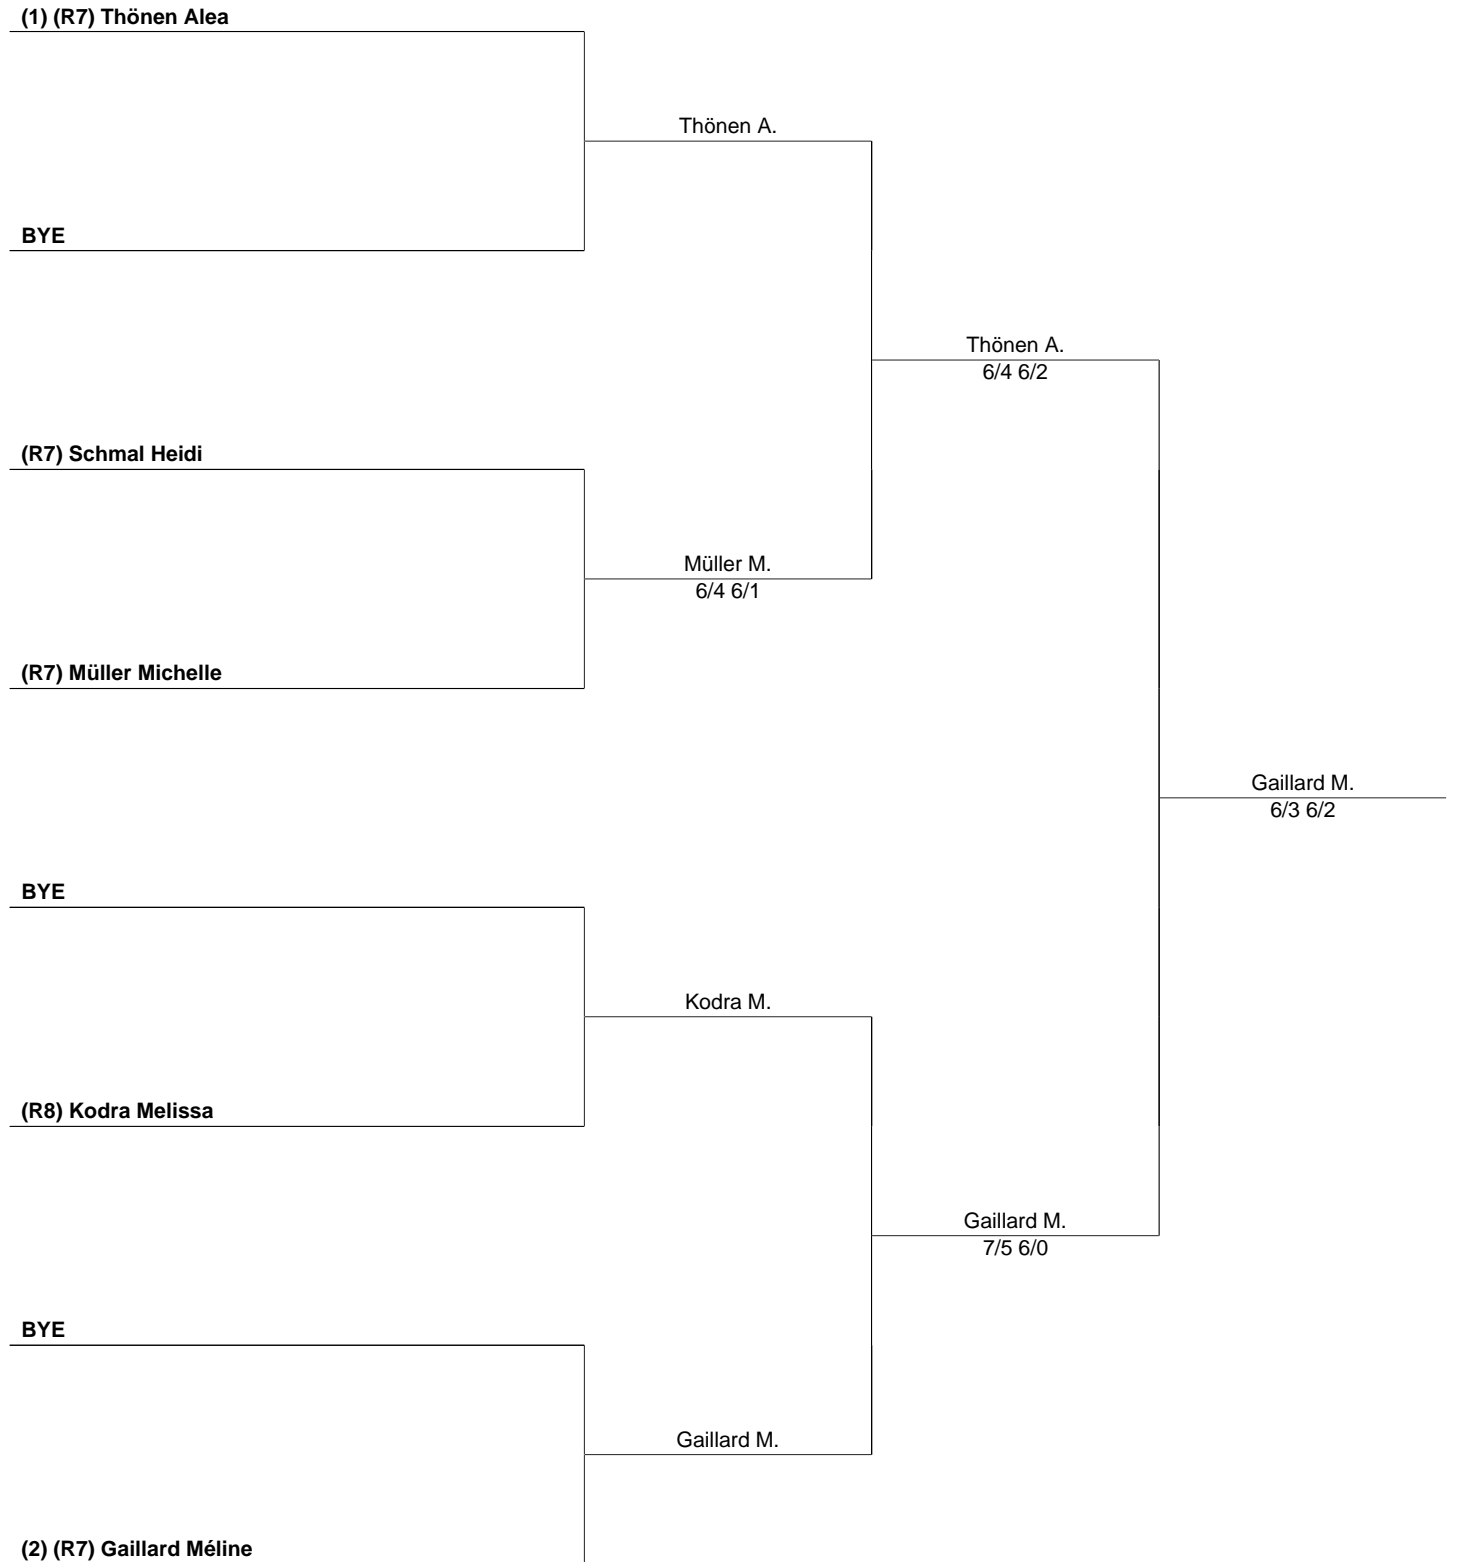 (1) (R7) Thönen Alea
Thönen A.
BYE
Thönen A.
6/4 6/2
(R7) Schmal Heidi
Müller M.
6/4 6/1
(R7) Müller Michelle
Gaillard M.
6/3 6/2
BYE
Kodra M.
(R8) Kodra Melissa
Gaillard M.
7/5 6/0
BYE
Gaillard M.
(2) (R7) Gaillard Méline